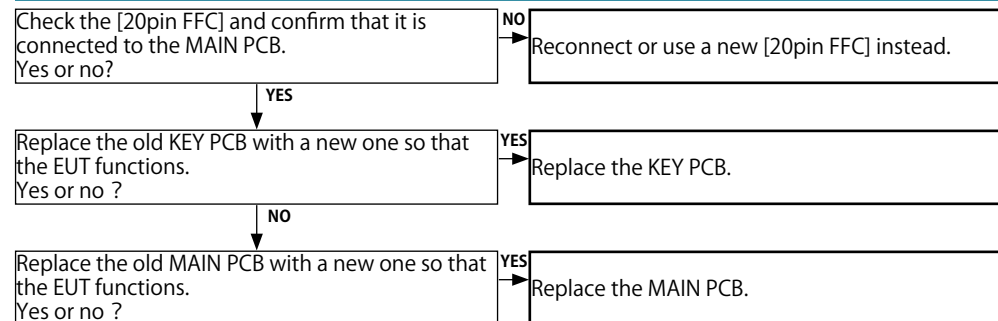 Check the [20pin FFC] and confirm that it is
connected to the MAIN PCB.
Yes or no?
NO
Reconnect or use a new [20pin FFC] instead.
YES
Replace the old KEY PCB with a new one so that
the EUT functions.
Yes or no ?
YES
Replace the KEY PCB.
NO
Replace the old MAIN PCB with a new one so that
the EUT functions.
Yes or no ?
YES
Replace the MAIN PCB.